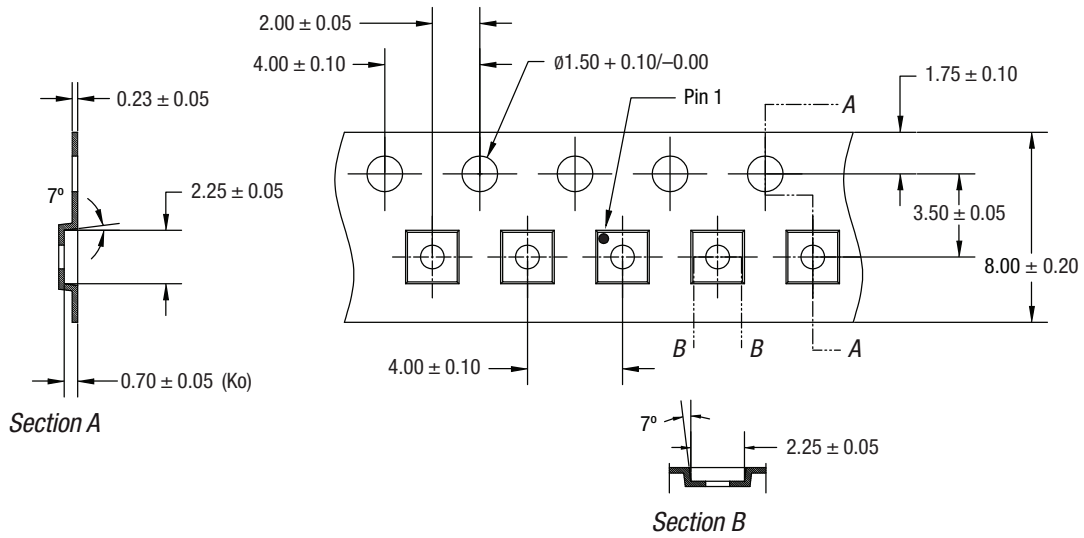 2.00 ± 0.05
4.00 ± 0.10
ø1.50 + 0.10/–0.00
1.75 ± 0.10
Pin 1
A
0.23 ± 0.05
7º
2.25 ± 0.05
3.50 ± 0.05
8.00 ± 0.20
B
B
A
4.00 ± 0.10
0.70 ± 0.05 (Ko)
Section A
7º
2.25 ± 0.05
Section B